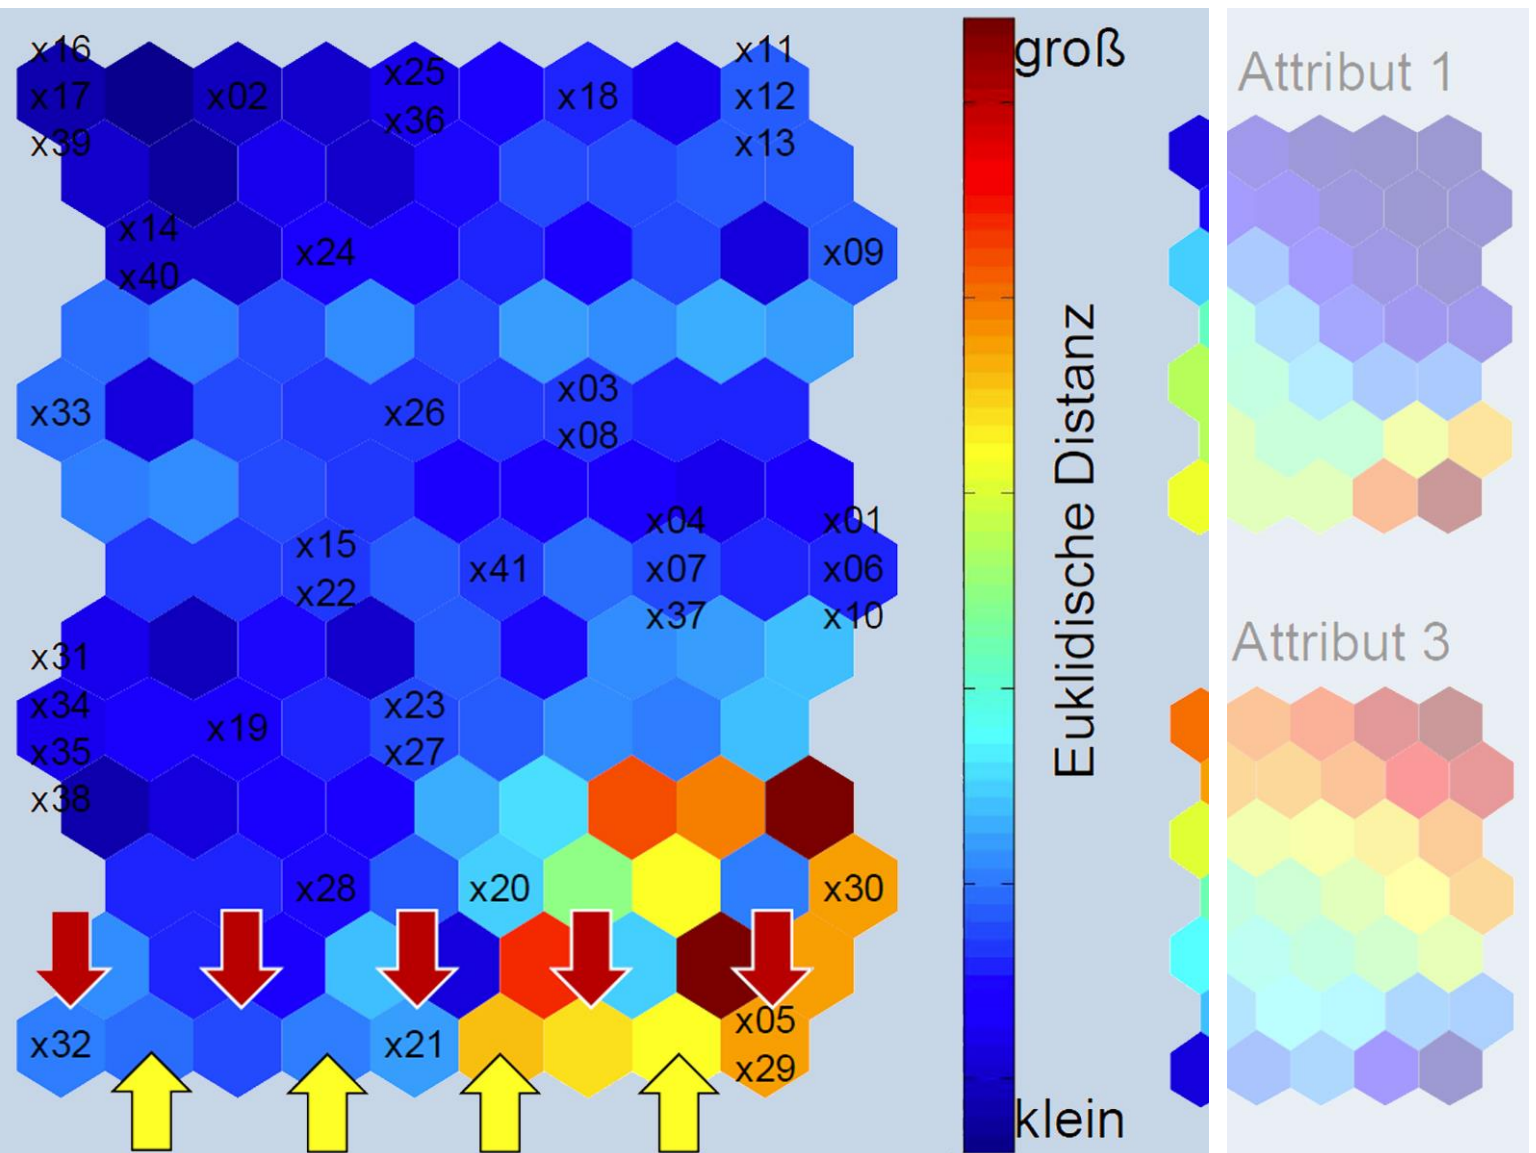 x16
x17
x39
x02
x25
x36
x18
x11
x12
x13
x14
x40
x24
x09
x33
x26
x03
x08
x15
x22
x41
x04
x07
x37
x01
x06
x10
x31
x34
x35
x38
x19
x23
x27
x28
x20
x30
x32
x21
x05
x29
groß
Euklidische Distanz
klein
Attribut 1
Attribut 3